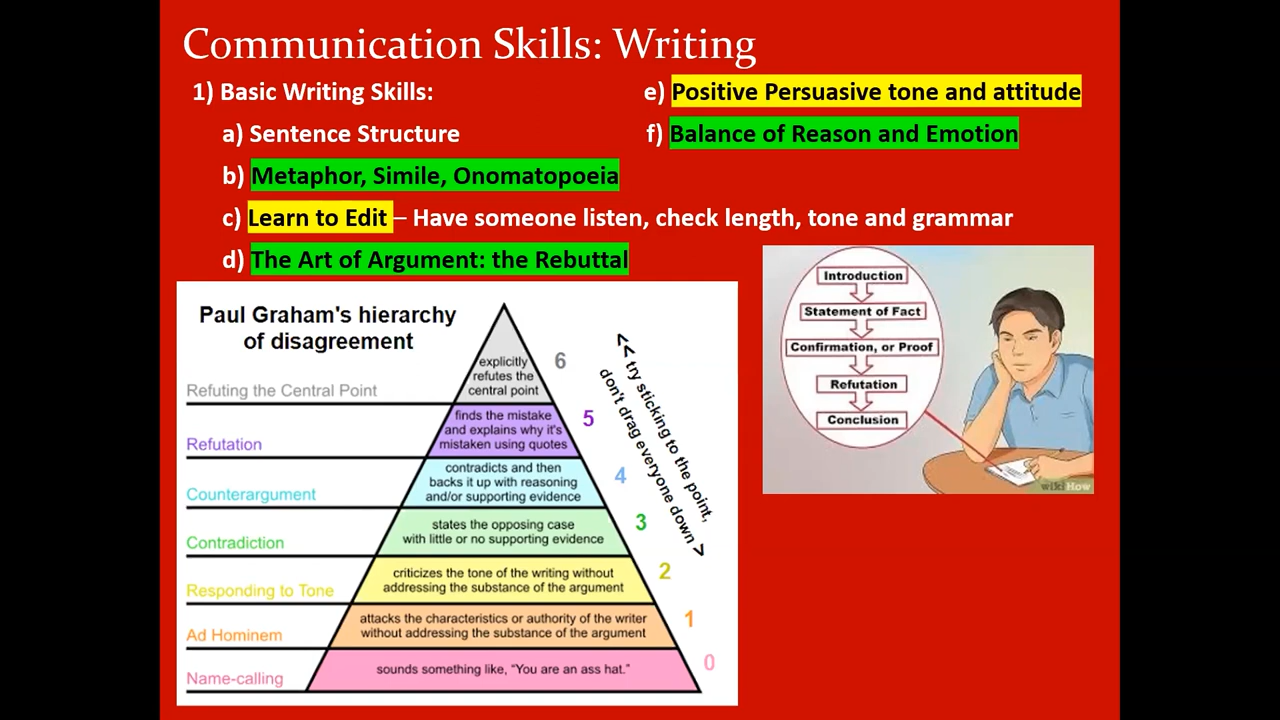 Communication Skills: Writing
1) Basic Writing Skills:
a) Sentence Structure
b) Metaphor, Simile, Onomatopoeia
c) Learn to Edit – Have someone listen, check length, tone and grammar
d) The Art of Argument: the Rebuttal
e) Positive Persuasive tone and attitude
f) Balance of Reason and Emotion
Paul Graham's hierarchy
of disagreement
<< try sticking to the point,
don't drag everyone down >
Refuting the Central Point
explicitly
refutes the
central point
6
Refutation
finds the mistake
and explains why it's
mistaken using quotes
5
Counterargument
contradicts and then
backs it up with reasoning
and/or supporting evidence
4
Contradiction
states the opposing case
with little or no supporting evidence
3
Responding to Tone
criticizes the tone of the writing without
addressing the substance of the argument
2
Ad Hominem
attacks the characteristics or authority of the writer
without addressing the substance of the argument
1
Name-calling
sounds something like, “You are an ass hat.”
0
Introduction
Statement of Fact
Confirmation, or Proof
Refutation
Conclusion
wikiHow